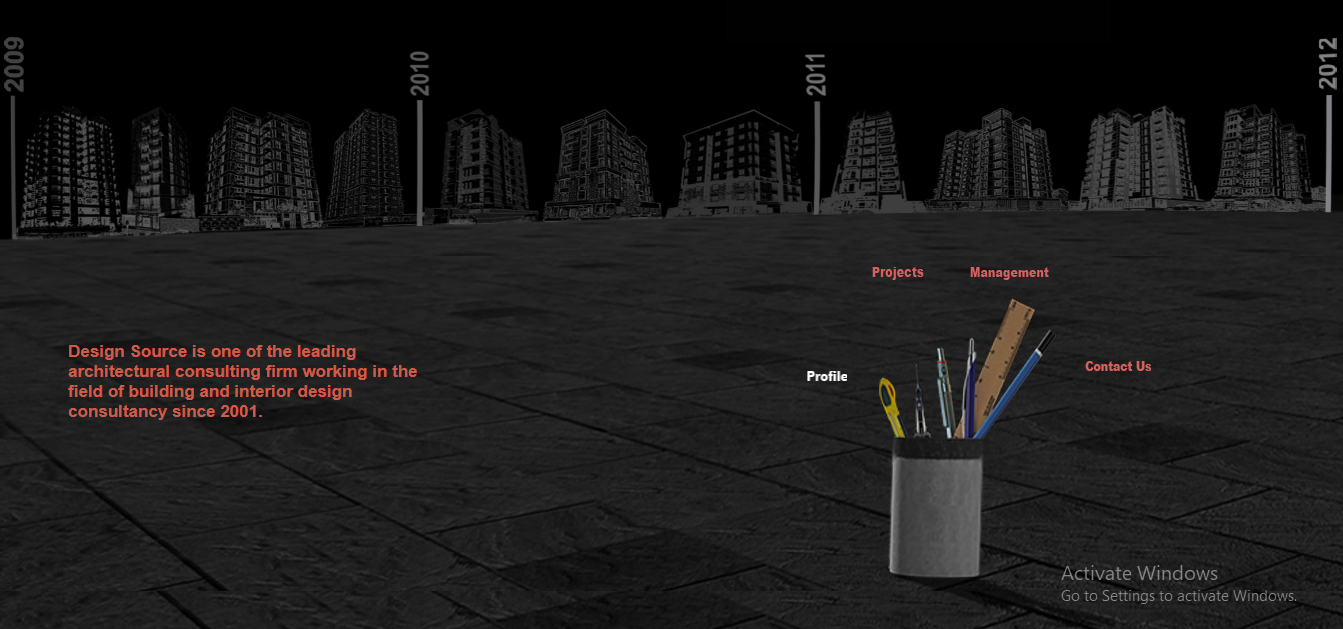 2009
2010
2011
2012
Projects
Management
Design Source is one of the leading
architectural consulting firm working in the
field of building and interior design
consultancy since 2001.
Profile
Contact Us
Activate Windows
Go to Settings to activate Windows.